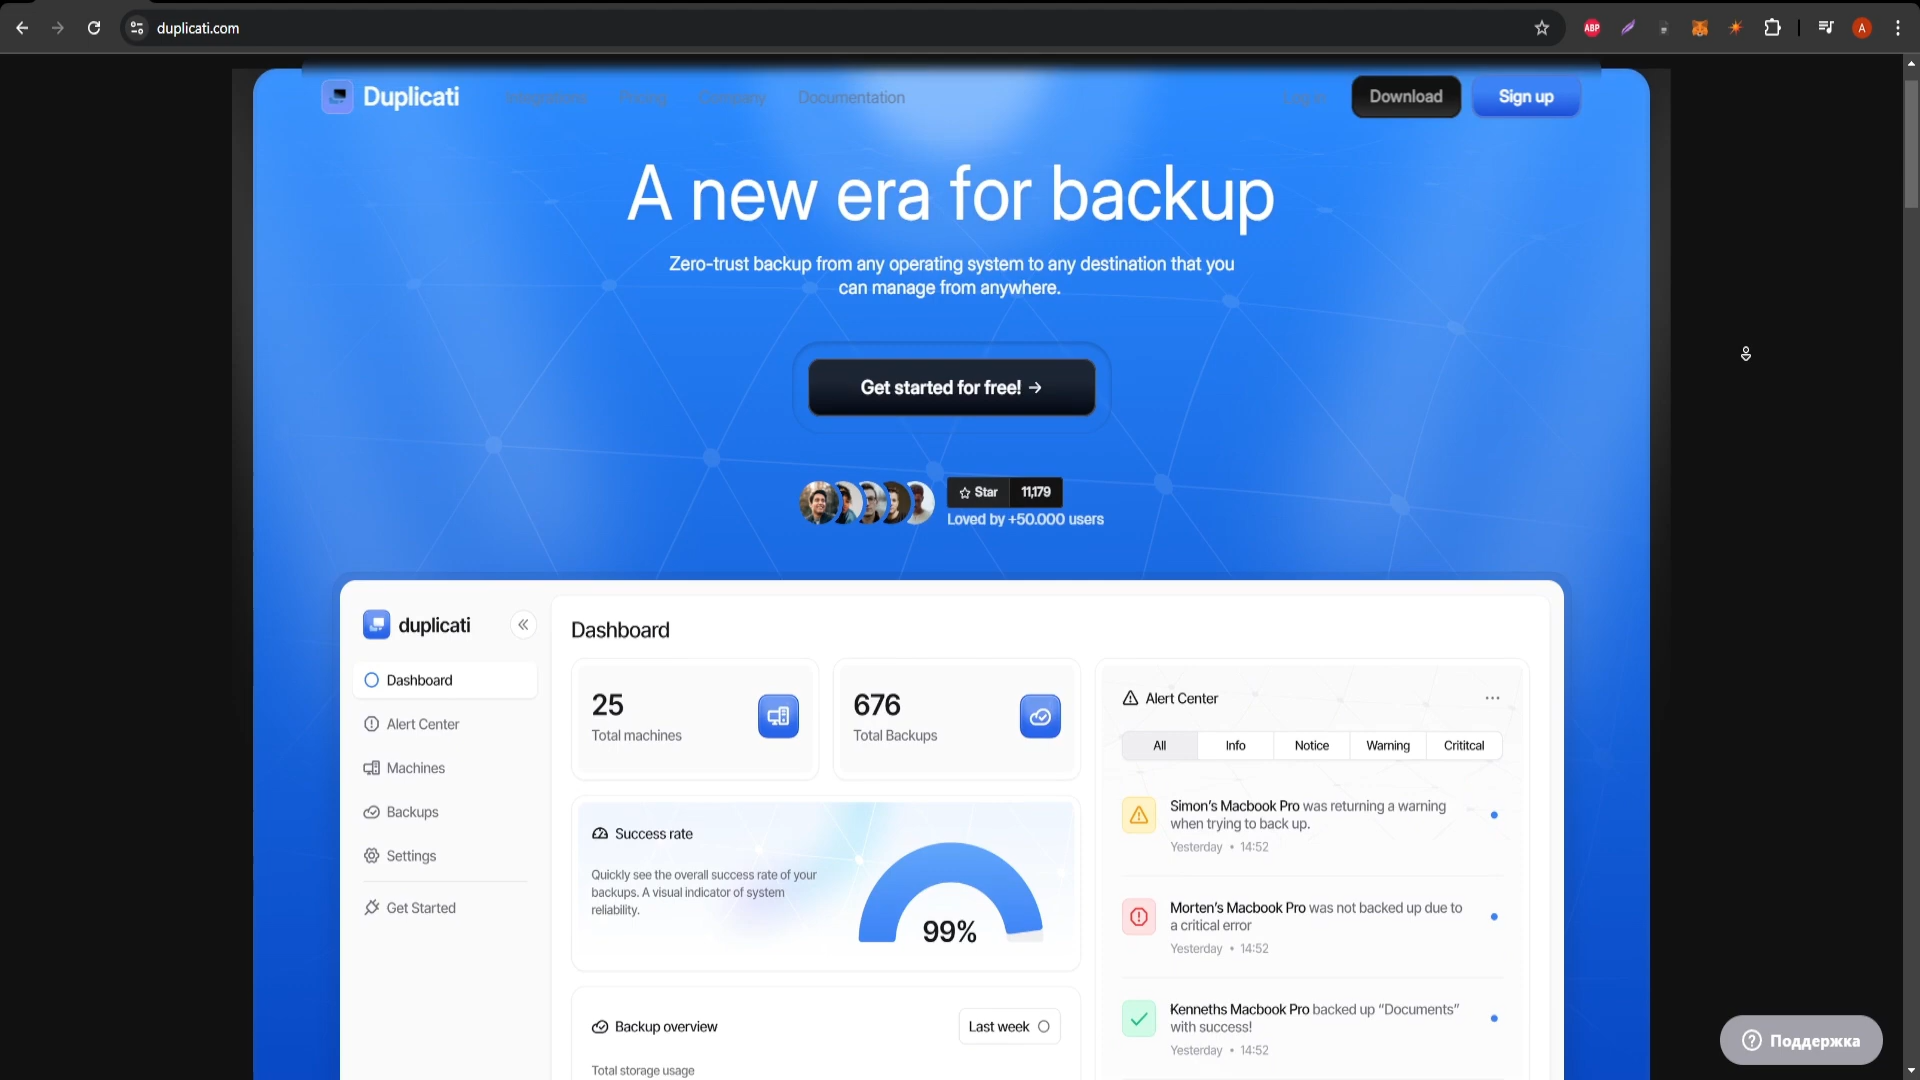 duplicati.com
ABP
A
Duplicati
Integrations
Pricing
Company
Documentation
Log in
Download
Sign up
A new era for backup
Zero-trust backup from any operating system to any destination that you
can manage from anywhere.
Get started for free! →
Star 11,179
Loved by +50.000 users
duplicati
Dashboard
Alert Center
Machines
Backups
Settings
Get Started
Dashboard
25
Total machines
676
Total Backups
Success rate
Quickly see the overall success rate of your
backups. A visual indicator of system
reliability.
99%
Backup overview
Last week
Total storage usage
Alert Center
All
Info
Notice
Warning
Crititcal
Simon’s Macbook Pro was returning a warning
when trying to back up.
Yesterday • 14:52
Morten’s Macbook Pro was not backed up due to
a critical error
Yesterday • 14:52
Kenneths Macbook Pro backed up “Documents”
with success!
Yesterday • 14:52
Поддержка